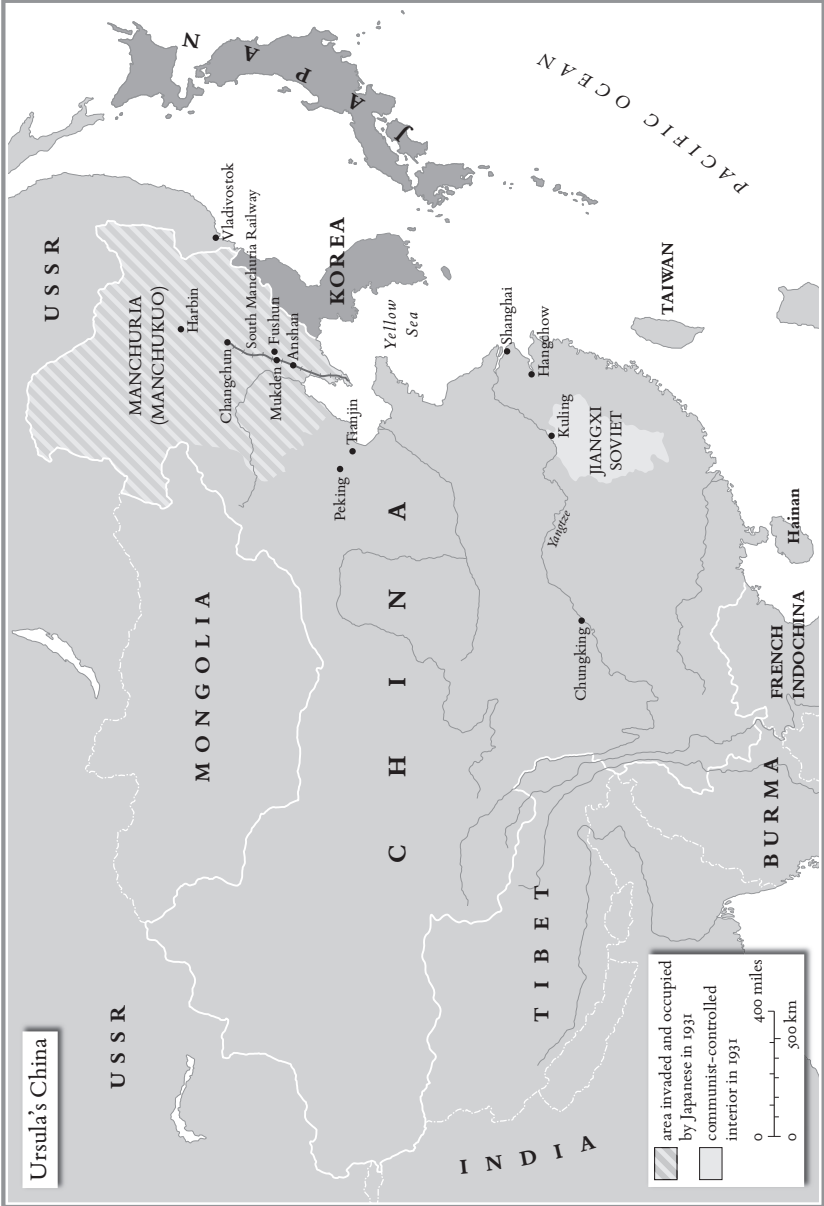 Ursula's China
USSR
USSR
MONGOLIA
MANCHURIA
(MANCHUKUO)
Harbin
Vladivostok
Changchun
South Manchuria Railway
Mukden
Fushun
Anshan
JAPAN
KOREA
Yellow
Sea
PACIFIC OCEAN
Peking
Tianjin
CHINA
Shanghai
Hangchow
Kuling
JIANGXI
SOVIET
Yangtze
Chungking
TAIWAN
Hainan
TIBET
INDIA
BURMA
FRENCH
INDOCHINA
area invaded and occupied
by Japanese in 1931
communist-controlled
interior in 1931
0 400 miles
0 500 km